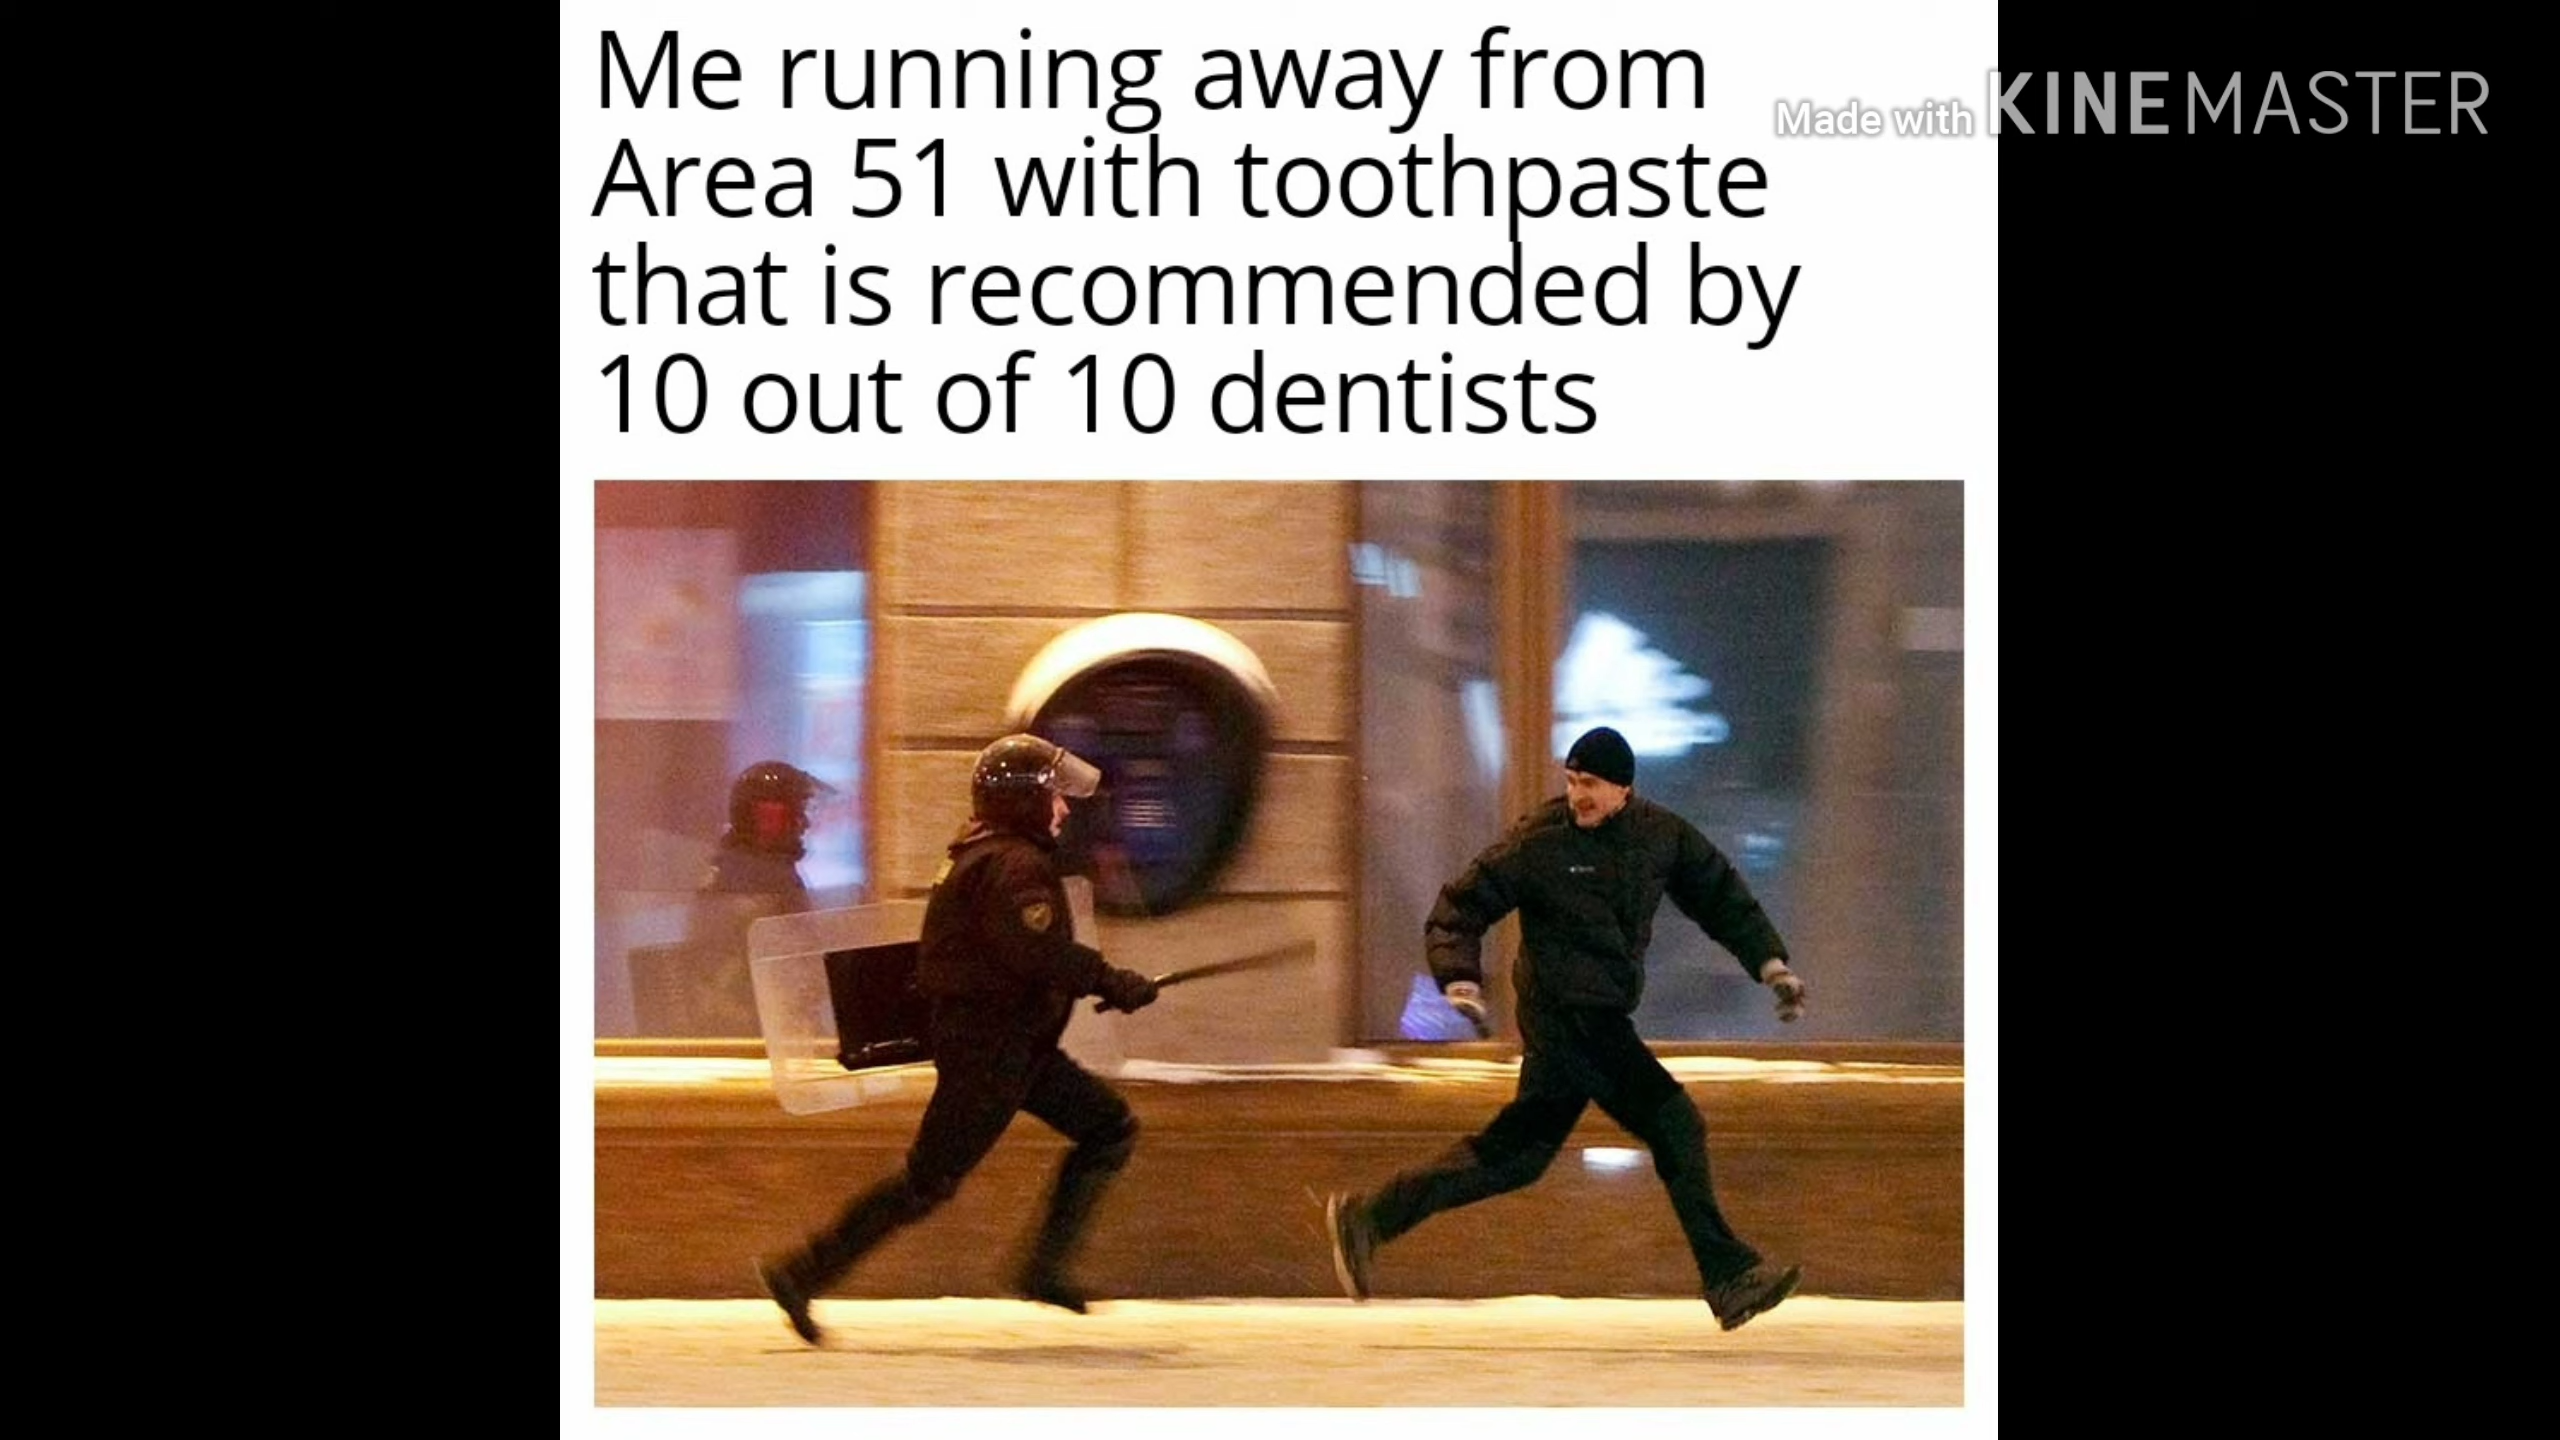 Me running away from
Made with KINEMASTER
Area 51 with toothpaste
that is recommended by
10 out of 10 dentists